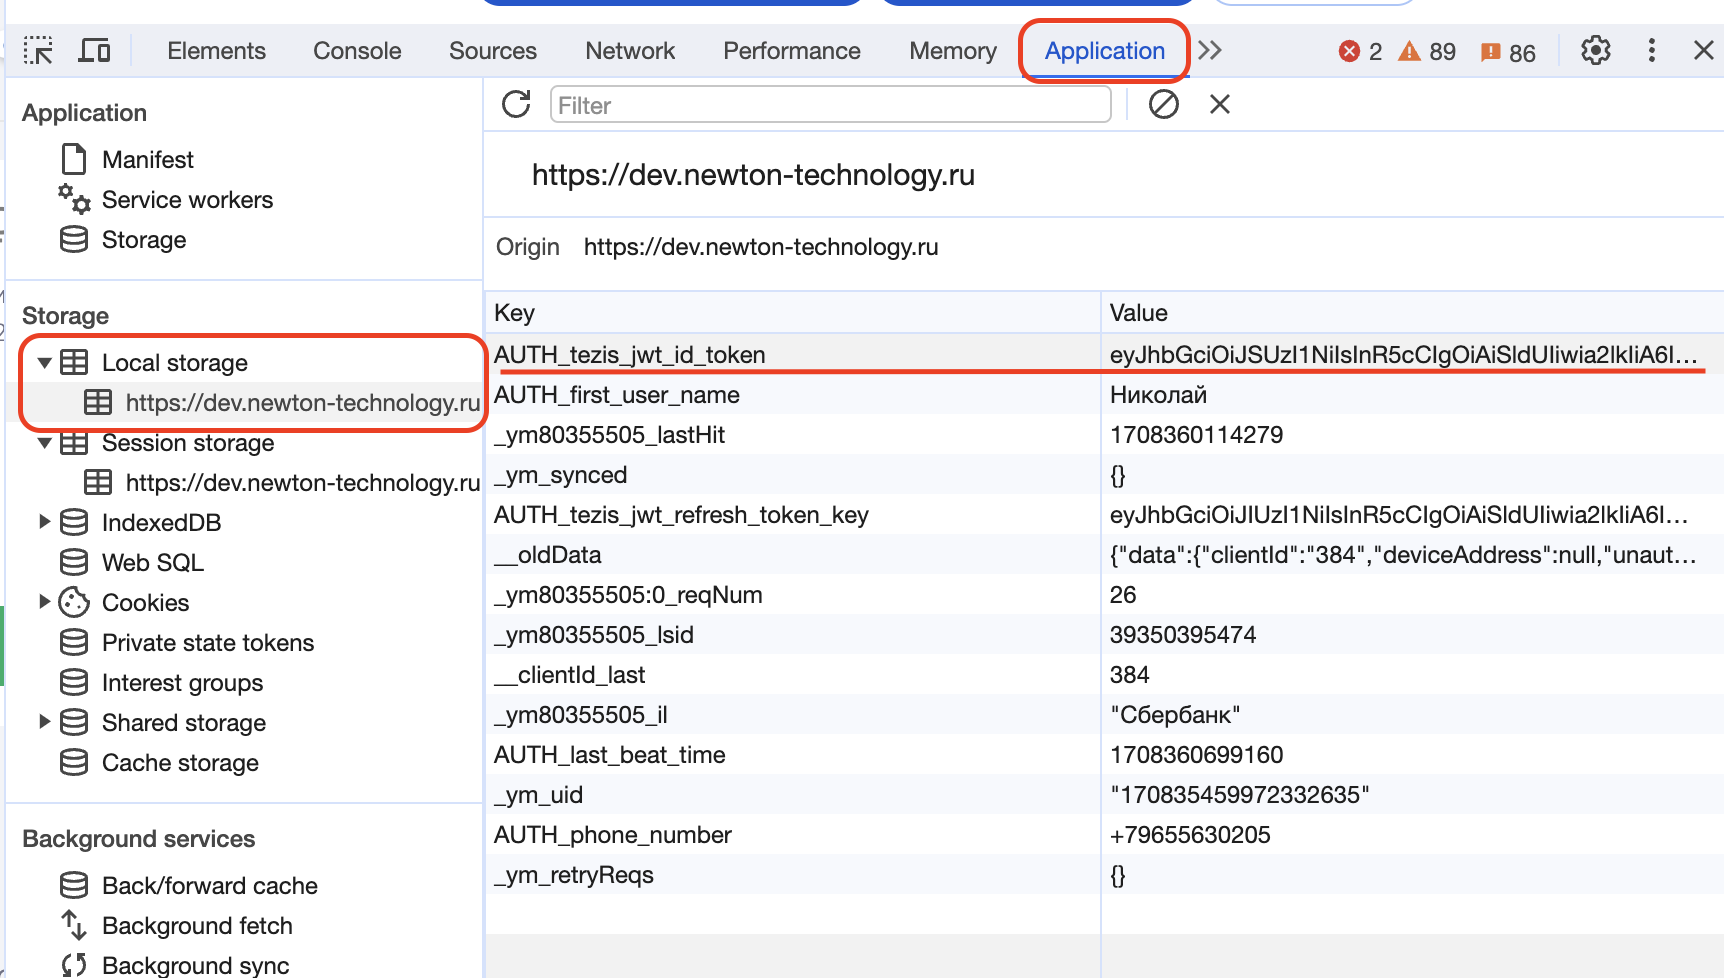 Elements Console Sources Network Performance Memory Application 2 89 86
Application
Manifest
Service workers
Storage
Storage
Local storage
https://dev.newton-technology.ru
Session storage
https://dev.newton-technology.ru
IndexedDB
Web SQL
Cookies
Private state tokens
Interest groups
Shared storage
Cache storage
Background services
Back/forward cache
Background fetch
Background sync
Filter
https://dev.newton-technology.ru
Origin https://dev.newton-technology.ru
Key Value
AUTH_tezis_jwt_id_token eyJhbGciOiJSUzI1NiIsInR5cCIgOiAiSldUIiwia2lkIiA6I...
AUTH_first_user_name Николай
_ym80355505_lastHit 1708360114279
_ym_synced {}
AUTH_tezis_jwt_refresh_token_key eyJhbGciOiJIUzI1NiIsInR5cCIgOiAiSldUIiwia2lkIiA6I...
__oldData {"data":{"clientId":"384","deviceAddress":null,"unaut...
_ym80355505:0_reqNum 26
_ym80355505_lsid 39350395474
__clientId_last 384
_ym80355505_il "Сбербанк"
AUTH_last_beat_time 1708360699160
_ym_uid "170835459972332635"
AUTH_phone_number +79655630205
_ym_retryReqs {}